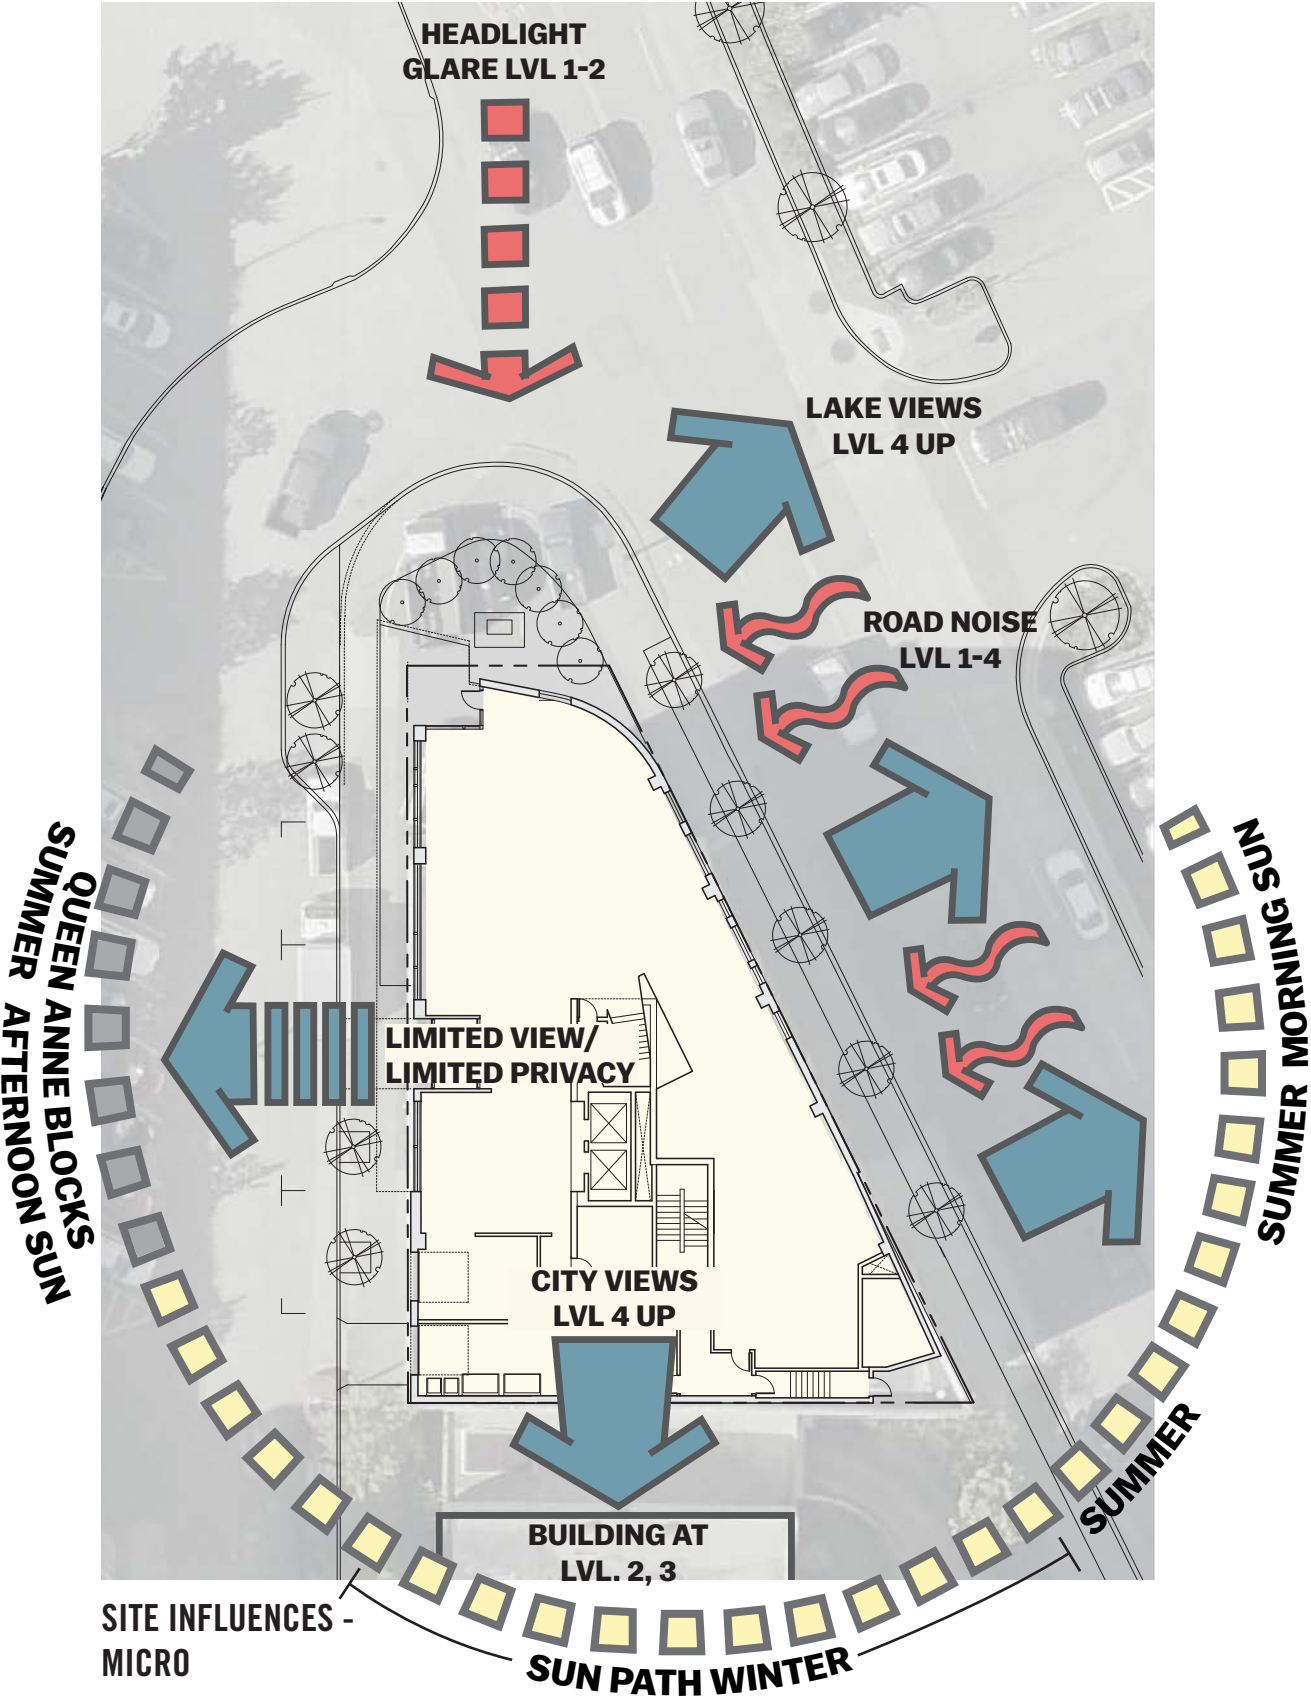 HEADLIGHT
GLARE LVL 1-2
LAKE VIEWS
LVL 4 UP
ROAD NOISE
LVL 1-4
LIMITED VIEW/
LIMITED PRIVACY
CITY VIEWS
LVL 4 UP
BUILDING AT
LVL. 2, 3
QUEEN ANNE BLOCKS
SUMMER AFTERNOON SUN
SUMMER MORNING SUN
SUMMER
SUN PATH WINTER
SITE INFLUENCES -
MICRO